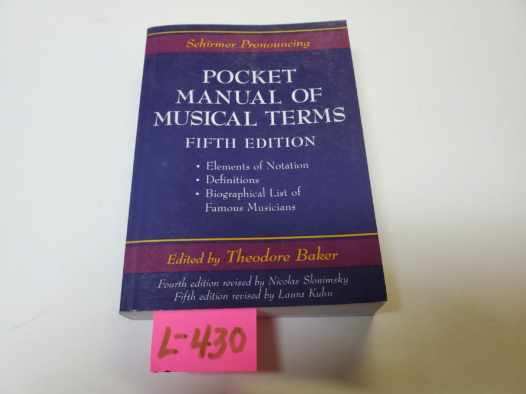 Schirmer Pronouncing
POCKET
MANUAL OF
MUSICAL TERMS
FIFTH EDITION
• Elements of Notation
• Definitions
• Biographical List of
Famous Musicians
Edited by Theodore Baker
Fourth edition revised by Nicolas Slonimsky
Fifth edition revised by Laura Kuhn
L-430